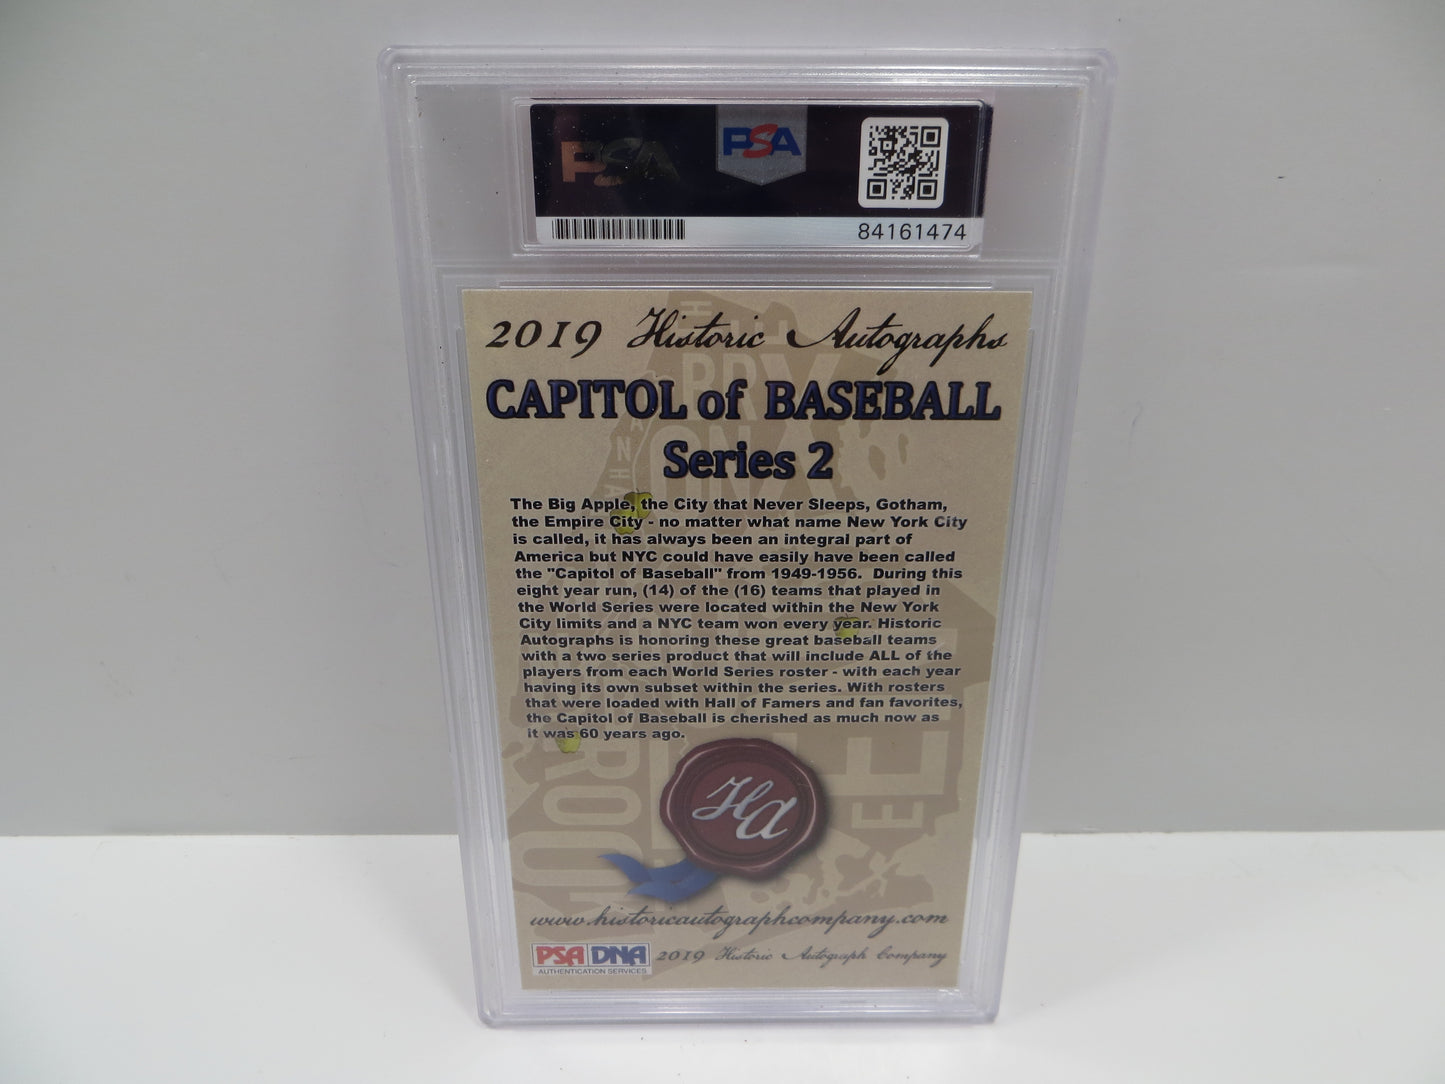 PSA
PSA
84161474
2019 Historic Autographs
CAPITOL of BASEBALL
Series 2
The Big Apple, the City that Never Sleeps, Gotham,
the Empire City - no matter what name New York City
is called, it has always been an integral part of
America but NYC could have easily have been called
the "Capitol of Baseball" from 1949-1956. During this
eight year run, (14) of the (16) teams that played in
the World Series were located within the New York
City limits and a NYC team won every year. Historic
Autographs is honoring these great baseball teams
with a two series product that will include ALL of the
players from each World Series roster - with each year
having its own subset within the series. With rosters
that were loaded with Hall of Famers and fan favorites,
the Capitol of Baseball is cherished as much now as
it was 60 years ago.
Ha
www.historicautographcompany.com
PSA DNA 2019 Historic Autograph Company
AUTHENTICATION SERVICES